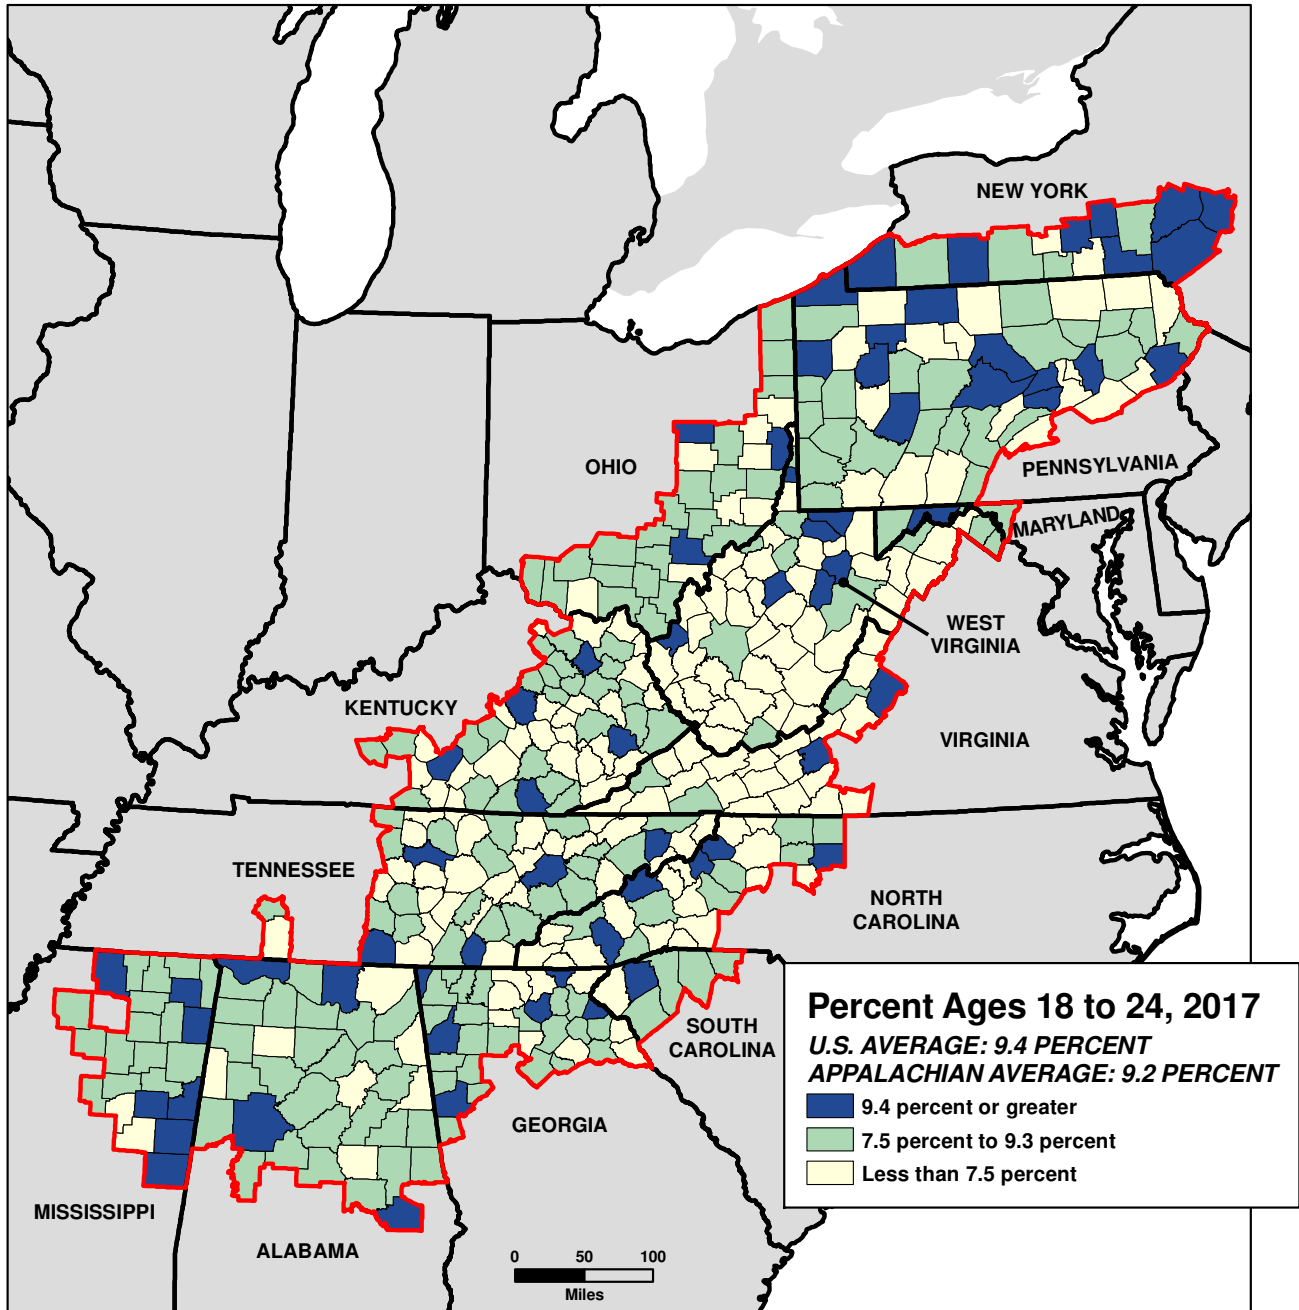 NEW YORK
OHIO
PENNSYLVANIA
MARYLAND
WEST
VIRGINIA
KENTUCKY
VIRGINIA
TENNESSEE
NORTH
CAROLINA
SOUTH
CAROLINA
GEORGIA
MISSISSIPPI
ALABAMA
0 50 100
Miles
Percent Ages 18 to 24, 2017
U.S. AVERAGE: 9.4 PERCENT
APPALACHIAN AVERAGE: 9.2 PERCENT
9.4 percent or greater
7.5 percent to 9.3 percent
Less than 7.5 percent